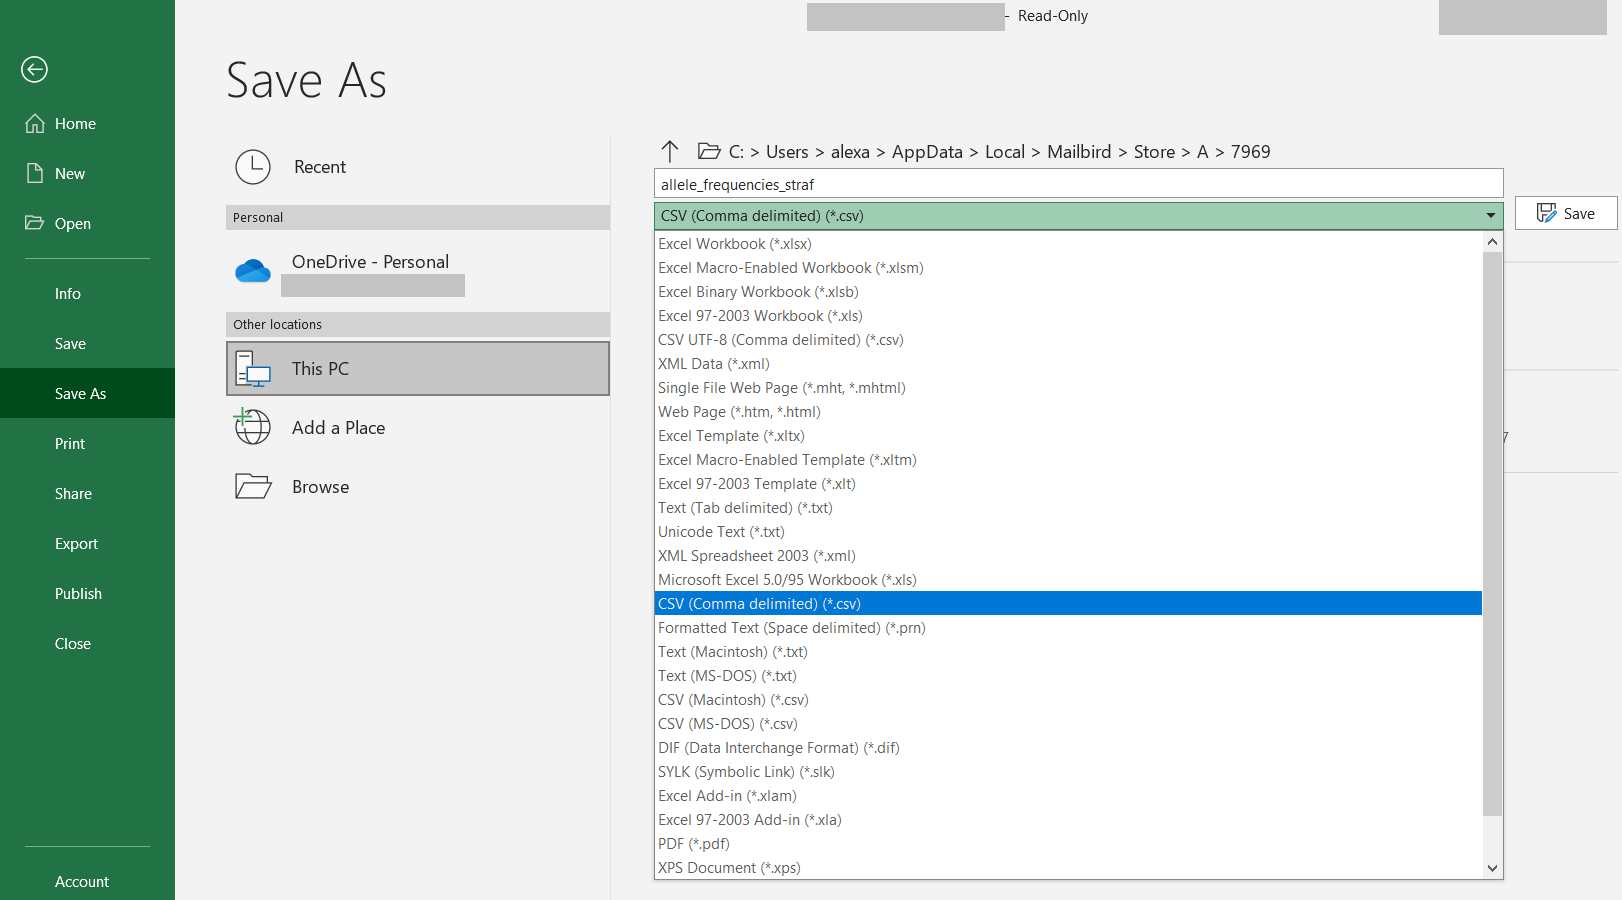 - Read-Only
Save As
Home
New
Open
Info
Save
Save As
Print
Share
Export
Publish
Close
Account
Recent
Personal
OneDrive - Personal
Other locations
This PC
Add a Place
Browse
C: > Users > alexa > AppData > Local > Mailbird > Store > A > 7969
allele_frequencies_straf
CSV (Comma delimited) (*.csv)
Save
Excel Workbook (*.xlsx)
Excel Macro-Enabled Workbook (*.xlsm)
Excel Binary Workbook (*.xlsb)
Excel 97-2003 Workbook (*.xls)
CSV UTF-8 (Comma delimited) (*.csv)
XML Data (*.xml)
Single File Web Page (*.mht, *.mhtml)
Web Page (*.htm, *.html)
Excel Template (*.xltx)
Excel Macro-Enabled Template (*.xltm)
Excel 97-2003 Template (*.xlt)
Text (Tab delimited) (*.txt)
Unicode Text (*.txt)
XML Spreadsheet 2003 (*.xml)
Microsoft Excel 5.0/95 Workbook (*.xls)
CSV (Comma delimited) (*.csv)
Formatted Text (Space delimited) (*.prn)
Text (Macintosh) (*.txt)
Text (MS-DOS) (*.txt)
CSV (Macintosh) (*.csv)
CSV (MS-DOS) (*.csv)
DIF (Data Interchange Format) (*.dif)
SYLK (Symbolic Link) (*.slk)
Excel Add-in (*.xlam)
Excel 97-2003 Add-in (*.xla)
PDF (*.pdf)
XPS Document (*.xps)
7